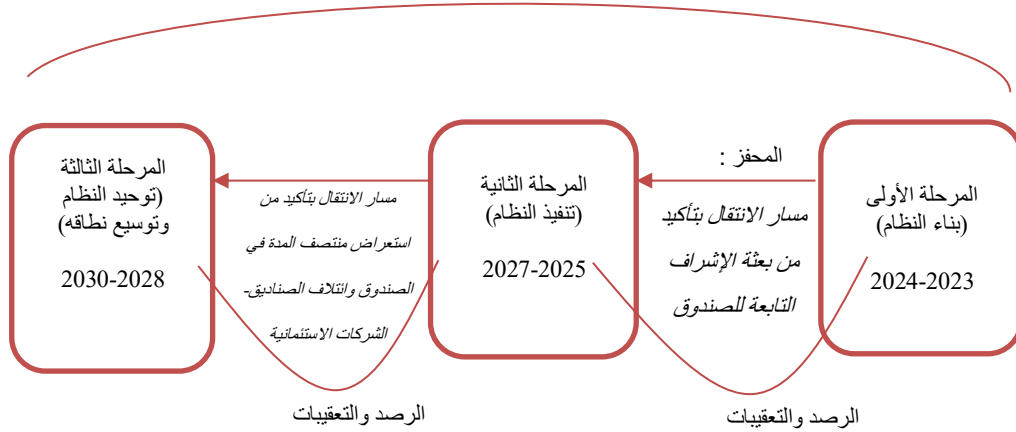 المرحلة الأولى
(بناء النظام)
2024-2023
المحفز :
مسار الانتقال بتأكيد
من بعثة الإشراف
التابعة للصندوق
المرحلة الثانية
(تنفيذ النظام)
2027-2025
مسار الانتقال بتأكيد من
استعراض منتصف المدة في
الصندوق وائتلاف الصناديق-
الشركات الاستئمانية
المرحلة الثالثة
(توحيد النظام
وتوسيع نطاقه)
2030-2028
الرصد والتعقيبات
الرصد والتعقيبات